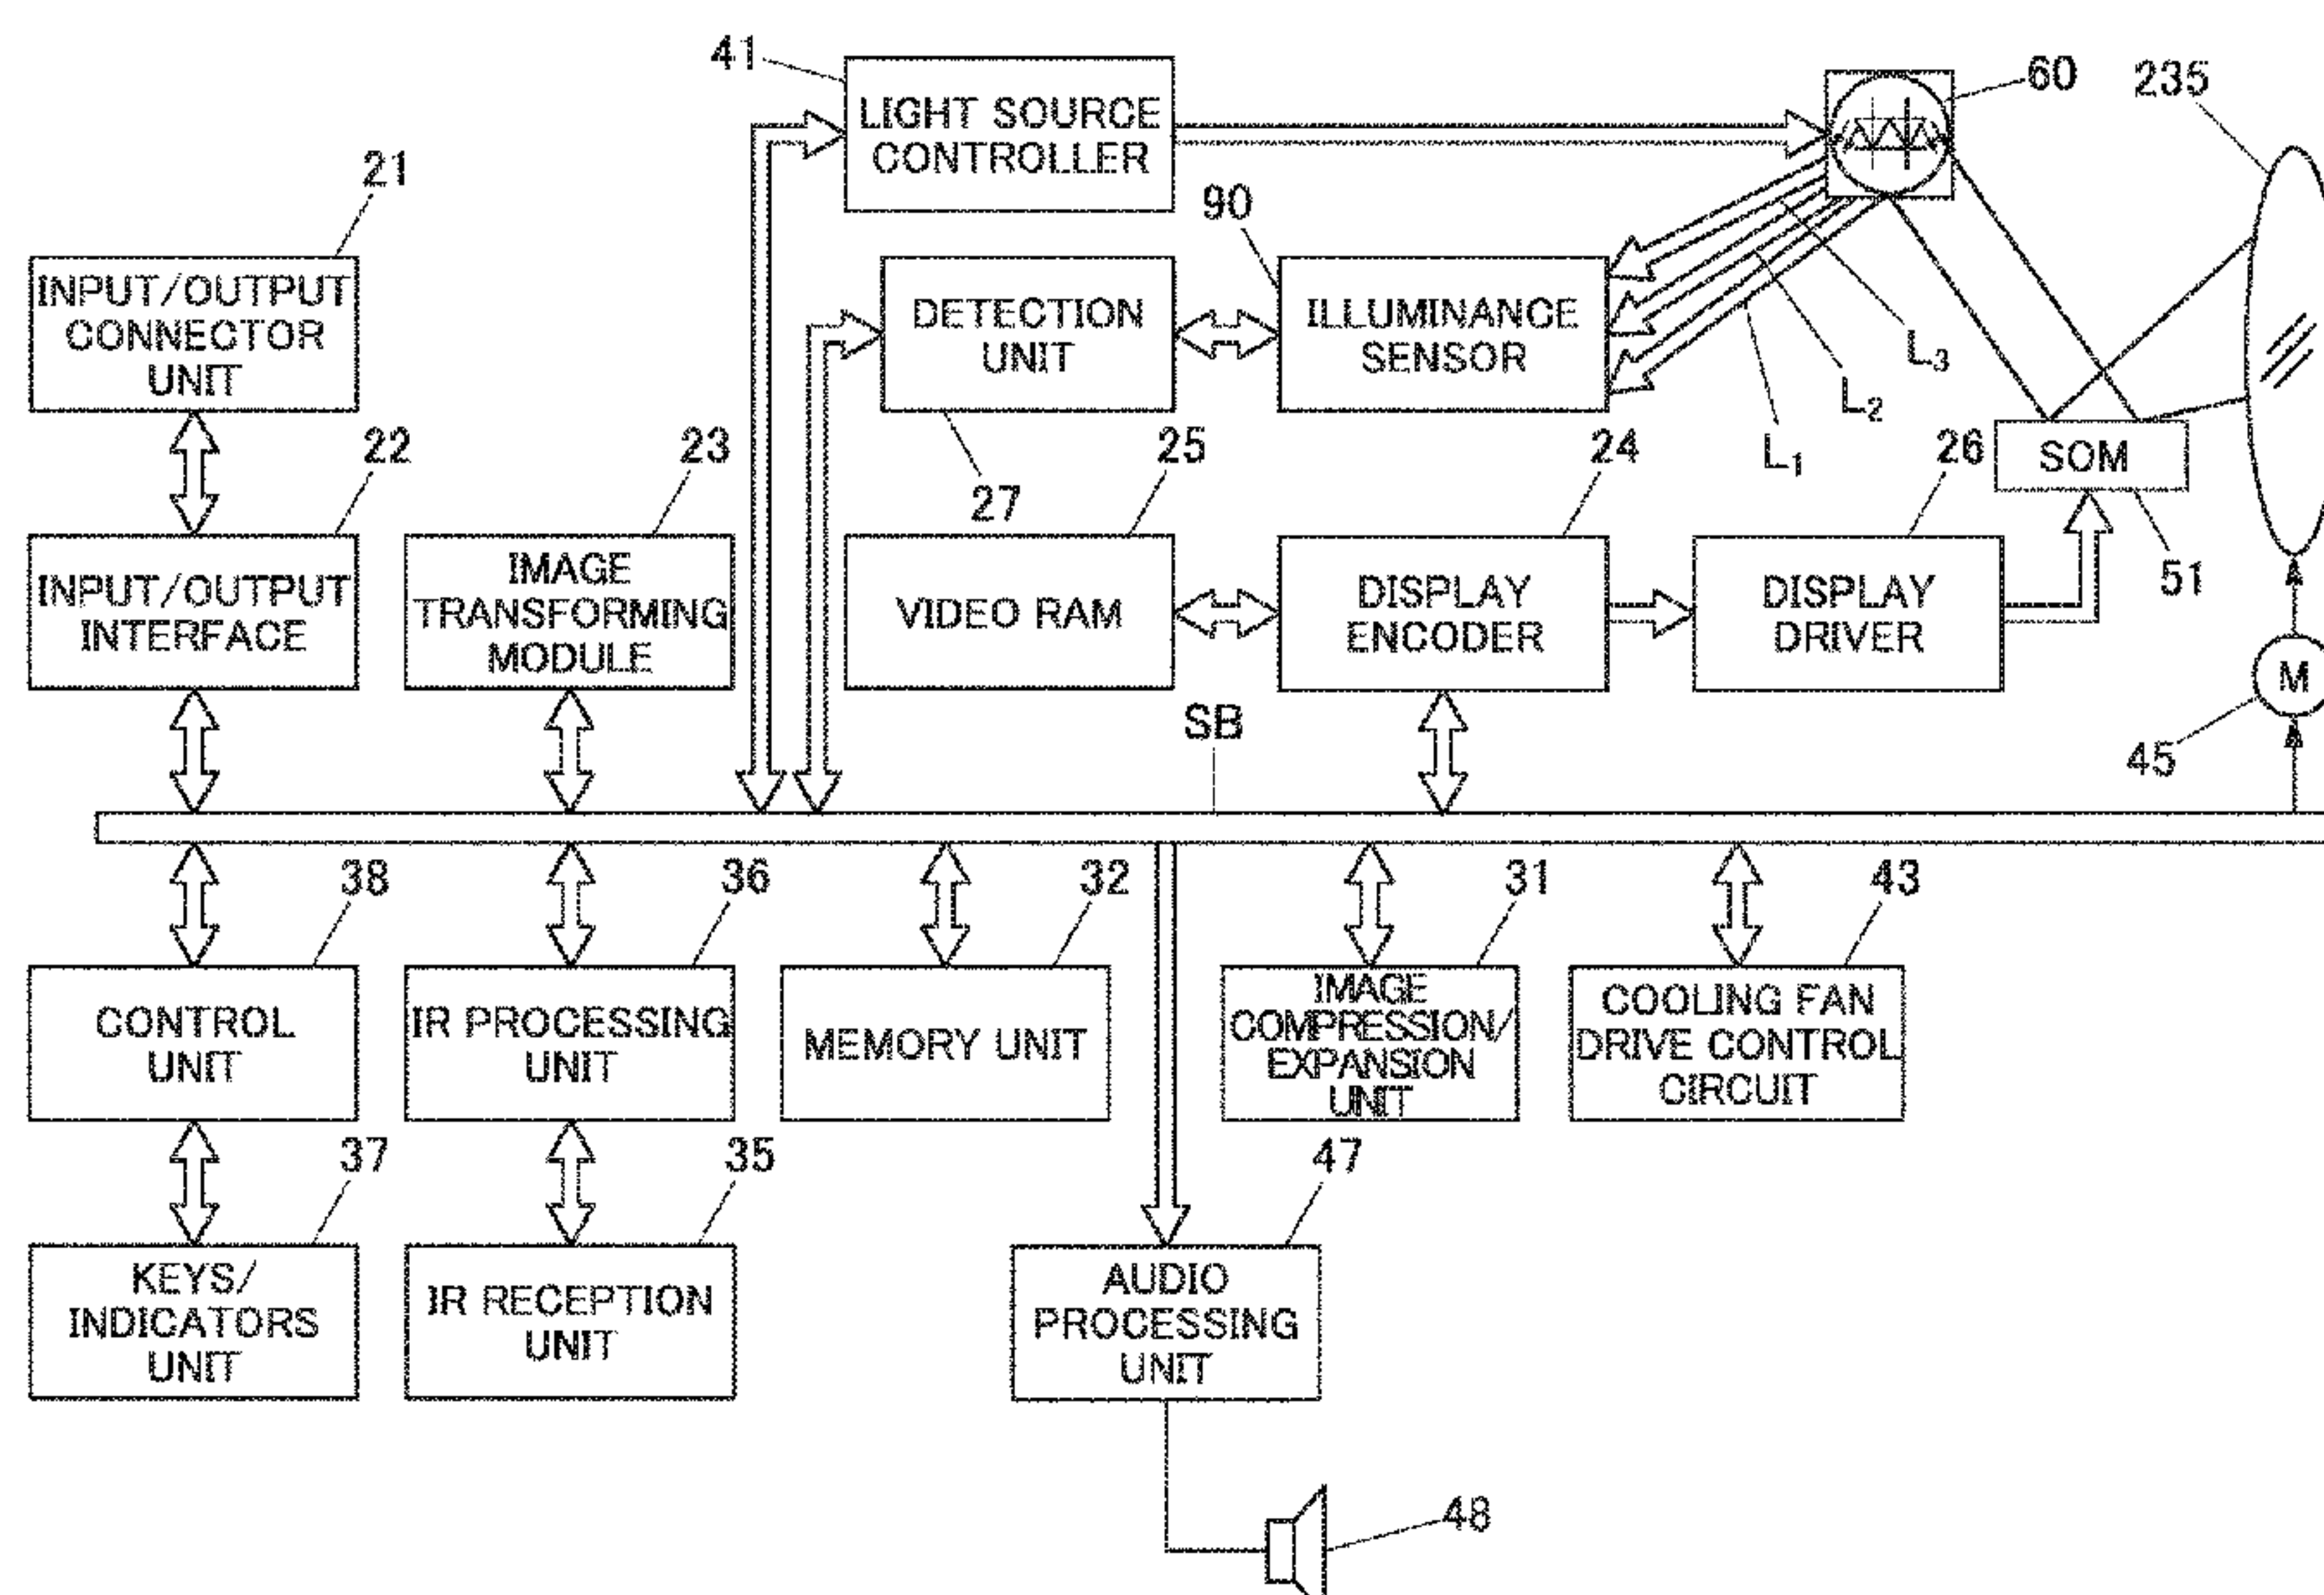 41
LIGHT SOURCE
CONTROLLER
60
235
21
INPUT/OUTPUT
CONNECTOR
UNIT
90
DETECTION
UNIT
27
ILLUMINANCE
SENSOR
L3
L2
L1
SOM
51
22
INPUT/OUTPUT
INTERFACE
23
IMAGE
TRANSFORMING
MODULE
25
VIDEO RAM
24
DISPLAY
ENCODER
26
DISPLAY
DRIVER
M
45
SB
38
CONTROL
UNIT
36
IR PROCESSING
UNIT
32
MEMORY UNIT
31
IMAGE
COMPRESSION/
EXPANSION
UNIT
43
COOLING FAN
DRIVE CONTROL
CIRCUIT
37
KEYS/
INDICATORS
UNIT
35
IR RECEPTION
UNIT
47
AUDIO
PROCESSING
UNIT
48